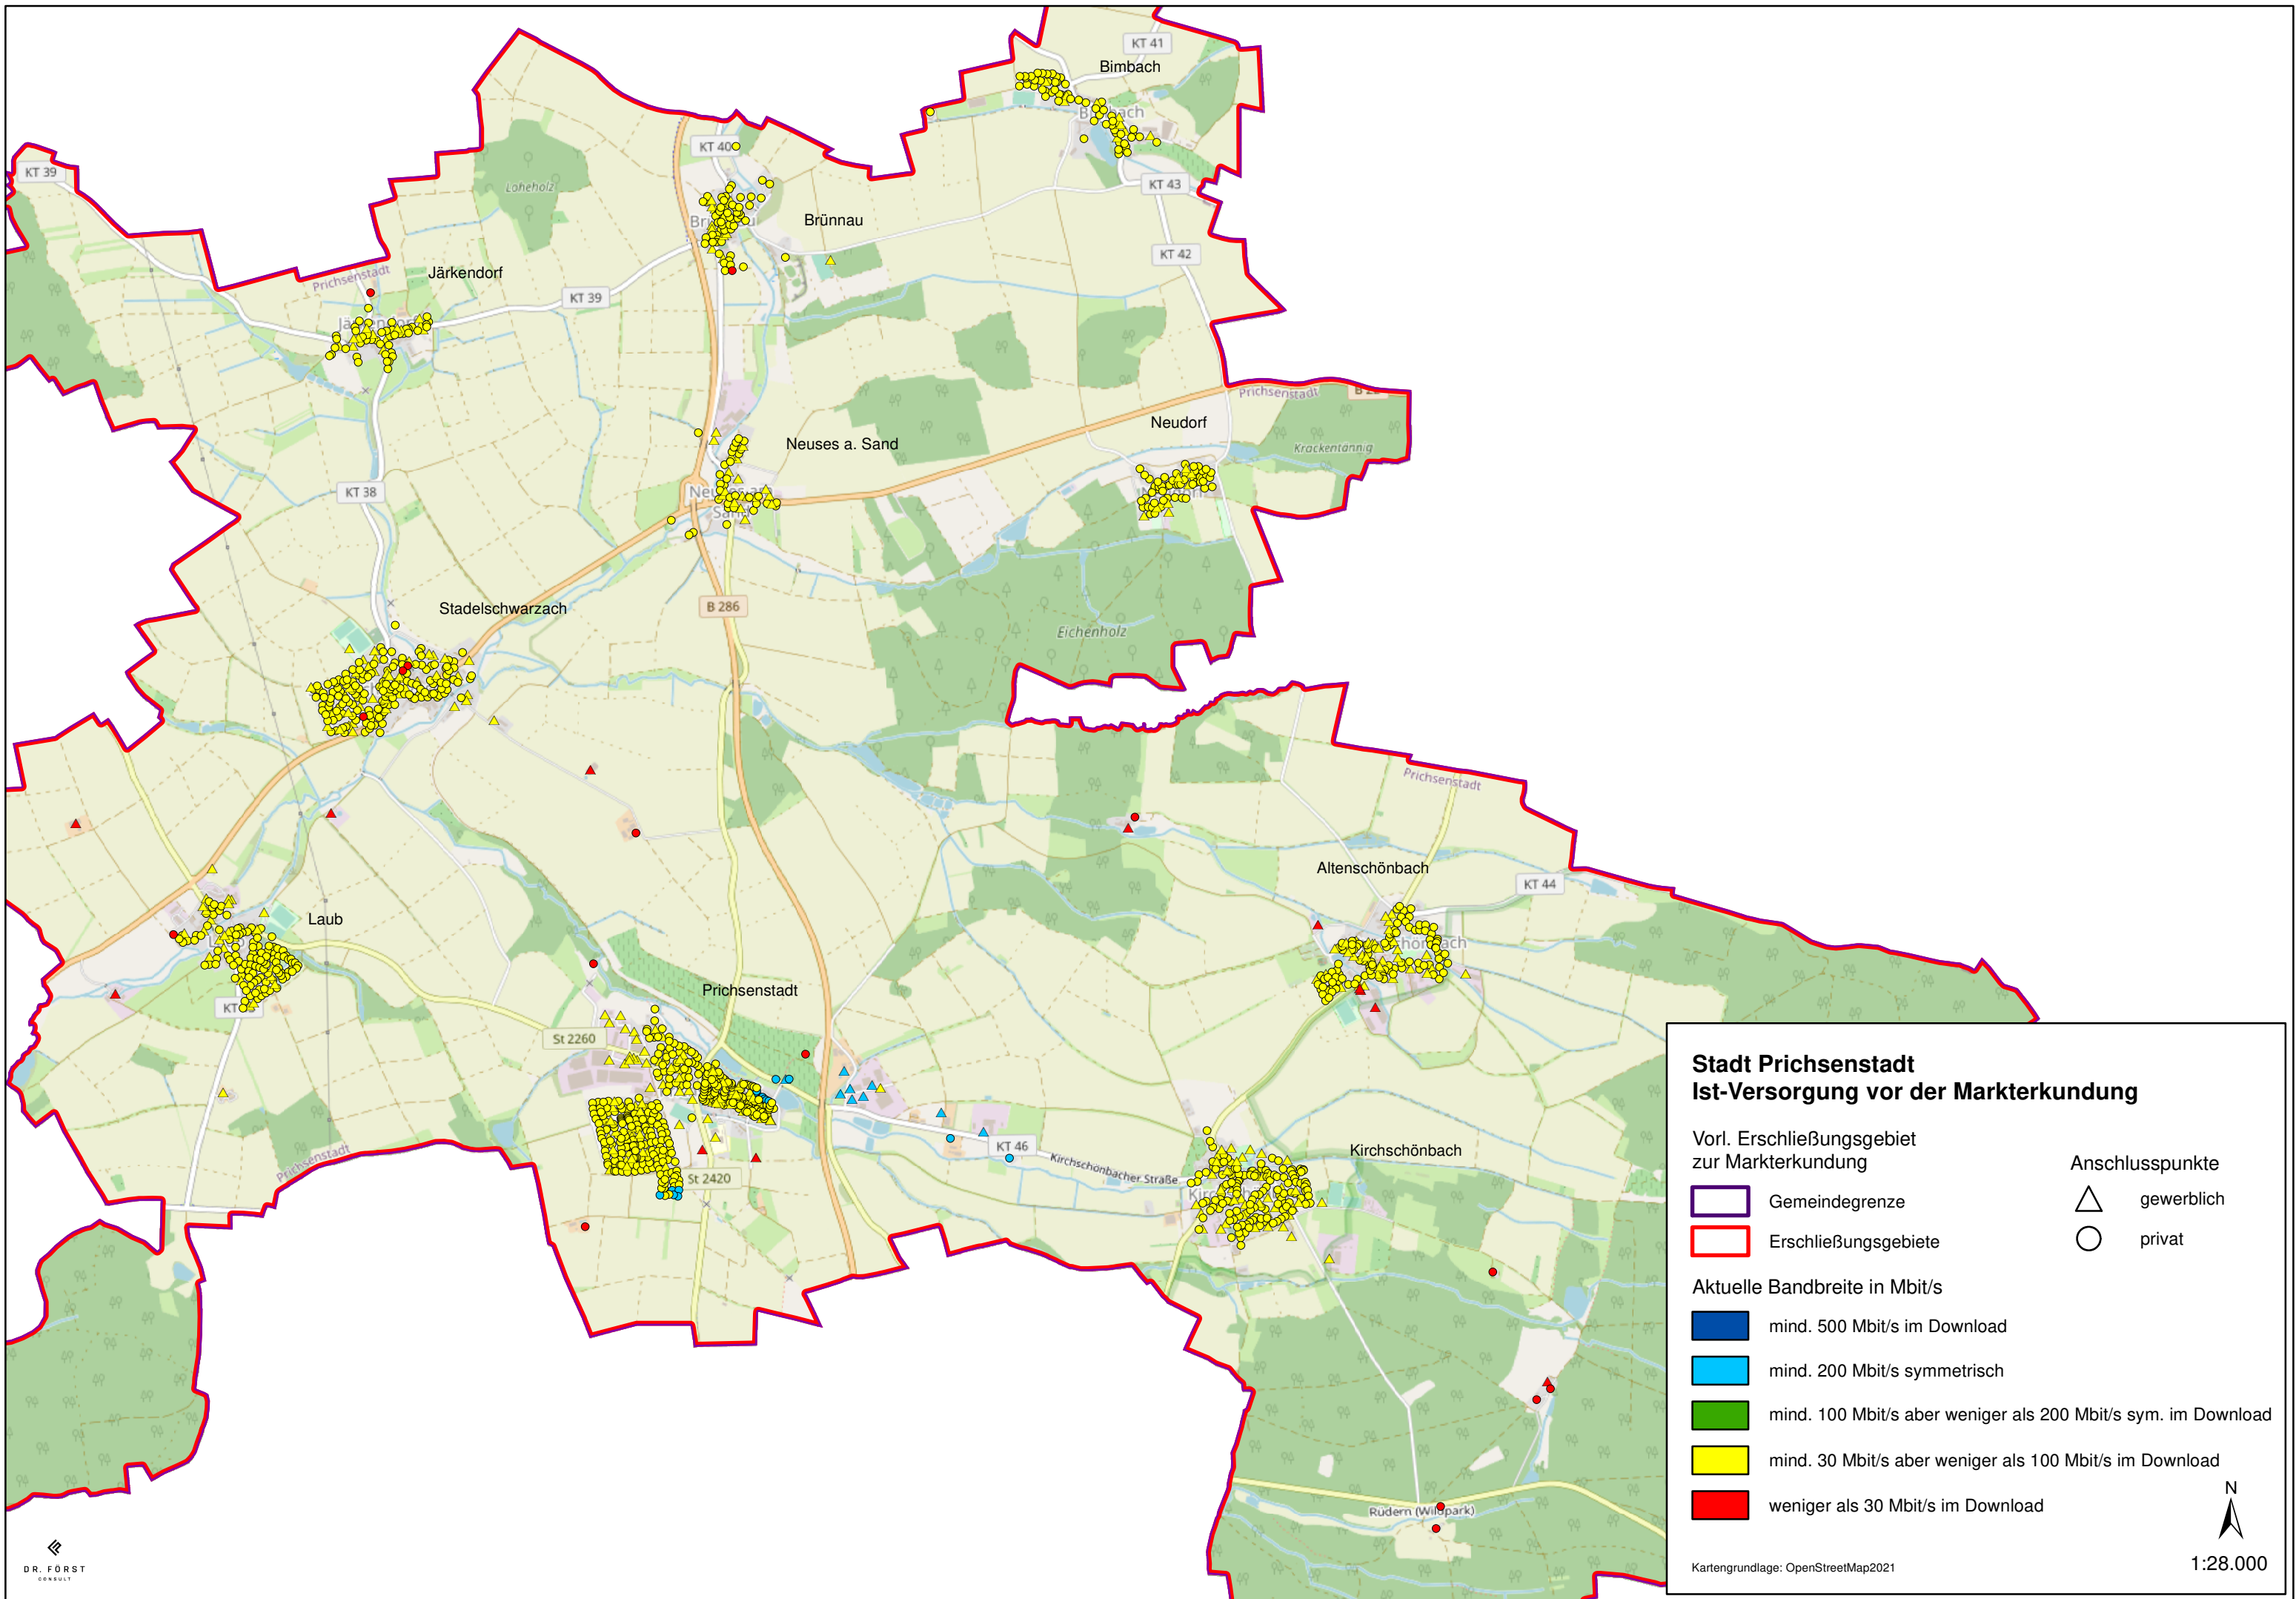 KT 41
Bimbach
KT 39
KT 40
KT 43
Brünnau
KT 42
Prichsenstadt
Järkendorf
Loheholz
KT 39
Prichsenstadt
Neudorf
Neuses a. Sand
Krackentännig
KT 38
B 286
Eichenholz
Stadelschwarzach
Prichsenstadt
Altenschönbach
KT 44
Laub
Prichsenstadt
St 2260
Kirchschönbach
KT 46
Kirchschönbacher Straße
Prichsenstadt
St 2420
Rüdern (Wildpark)
Stadt Prichsenstadt
Ist-Versorgung vor der Markterkundung
Vorl. Erschließungsgebiet
zur Markterkundung
Gemeindegrenze
Erschließungsgebiete
Anschlusspunkte
gewerblich
privat
Aktuelle Bandbreite in Mbit/s
mind. 500 Mbit/s im Download
mind. 200 Mbit/s symmetrisch
mind. 100 Mbit/s aber weniger als 200 Mbit/s sym. im Download
mind. 30 Mbit/s aber weniger als 100 Mbit/s im Download
weniger als 30 Mbit/s im Download
N
1:28.000
Kartengrundlage: OpenStreetMap2021
DR. FÖRST
CONSULT